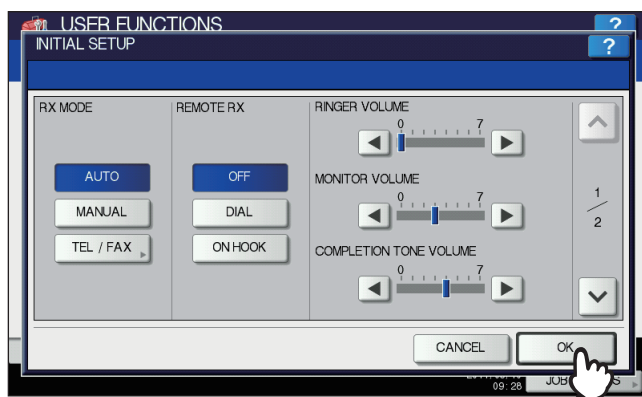 USER FUNCTIONS
?
INITIAL SETUP
?
RX MODE
REMOTE RX
RINGER VOLUME
0 7
AUTO
OFF
MONITOR VOLUME
0 7
1
2
MANUAL
DIAL
TEL / FAX
ON HOOK
COMPLETION TONE VOLUME
0 7
CANCEL
OK
09:28
JOB